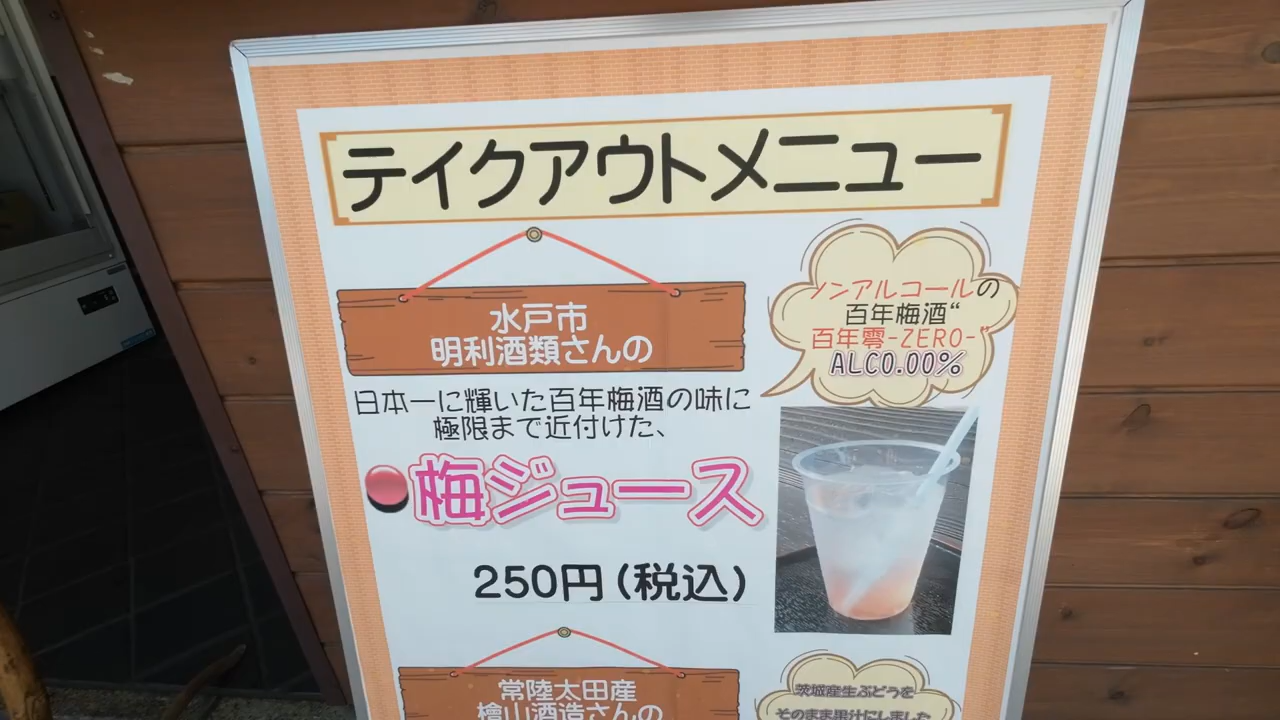 テイクアウトメニュー
水戸市
明利酒類さんの
ノンアルコールの
百年梅酒“
百年零-ZERO-”
ALC0.00%
日本一に輝いた百年梅酒の味に
極限まで近付けた、
梅ジュース
250円(税込)
常陸太田産
檜山酒造さんの
茨城産生ぶどうを
そのまま果汁にしました